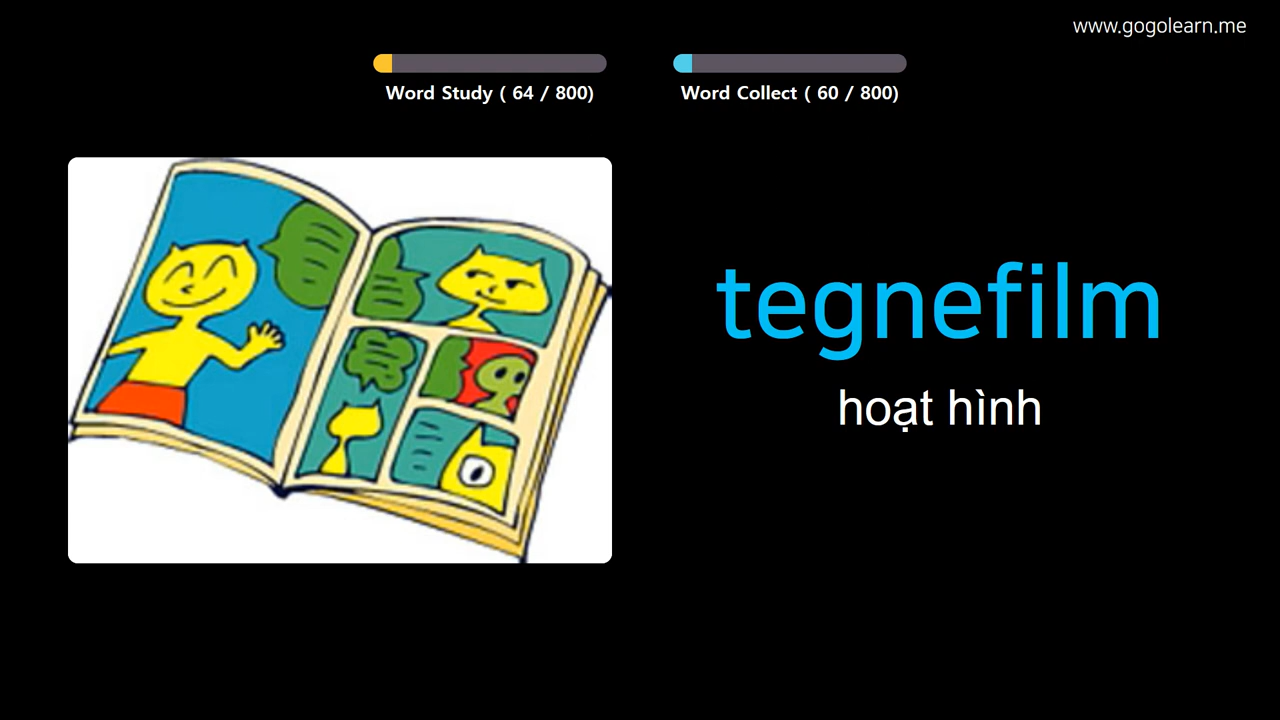 www.gogolearn.me
Word Study ( 64 / 800)
Word Collect ( 60 / 800)
tegnefilm
hoạt hình